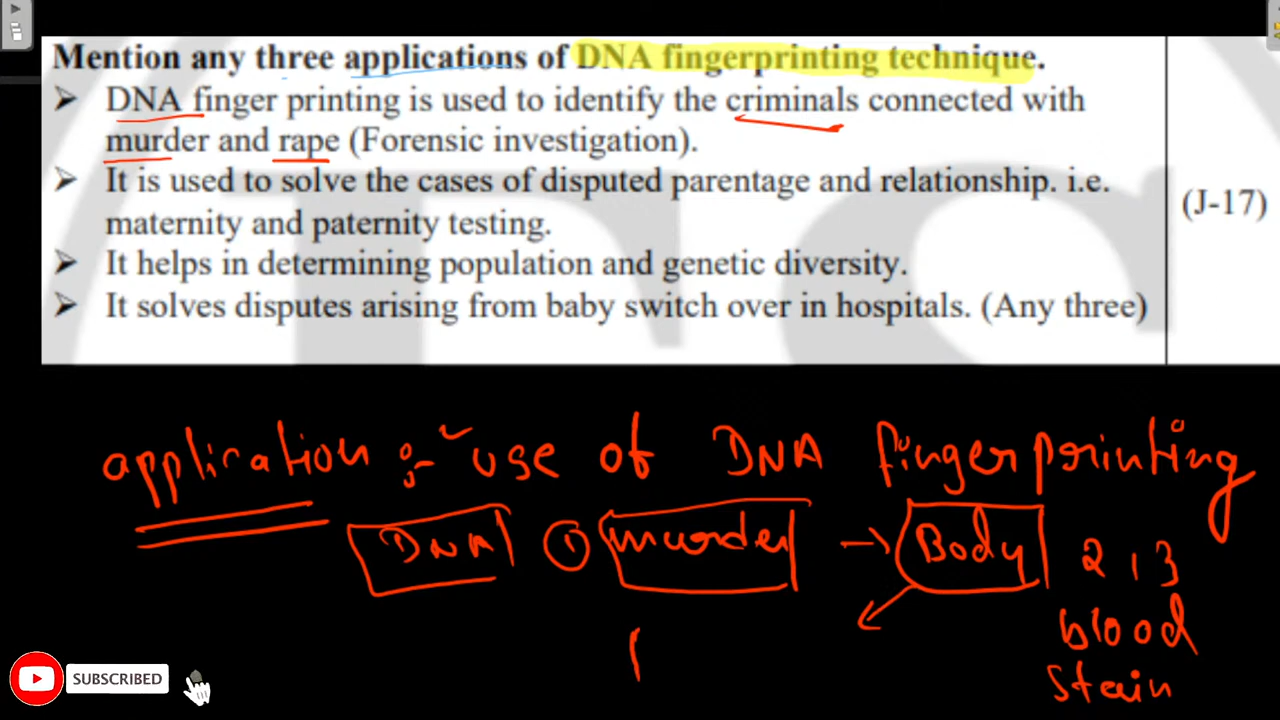 Mention any three applications of DNA fingerprinting technique.
➤ DNA finger printing is used to identify the criminals connected with
murder and rape (Forensic investigation).
➤ It is used to solve the cases of disputed parentage and relationship. i.e.
maternity and paternity testing.
(J-17)
➤ It helps in determining population and genetic diversity.
➤ It solves disputes arising from baby switch over in hospitals. (Any three)
application :- use of DNA fingerprinting
DNA ① murder → Body 2,3
blood
stain
SUBSCRIBED